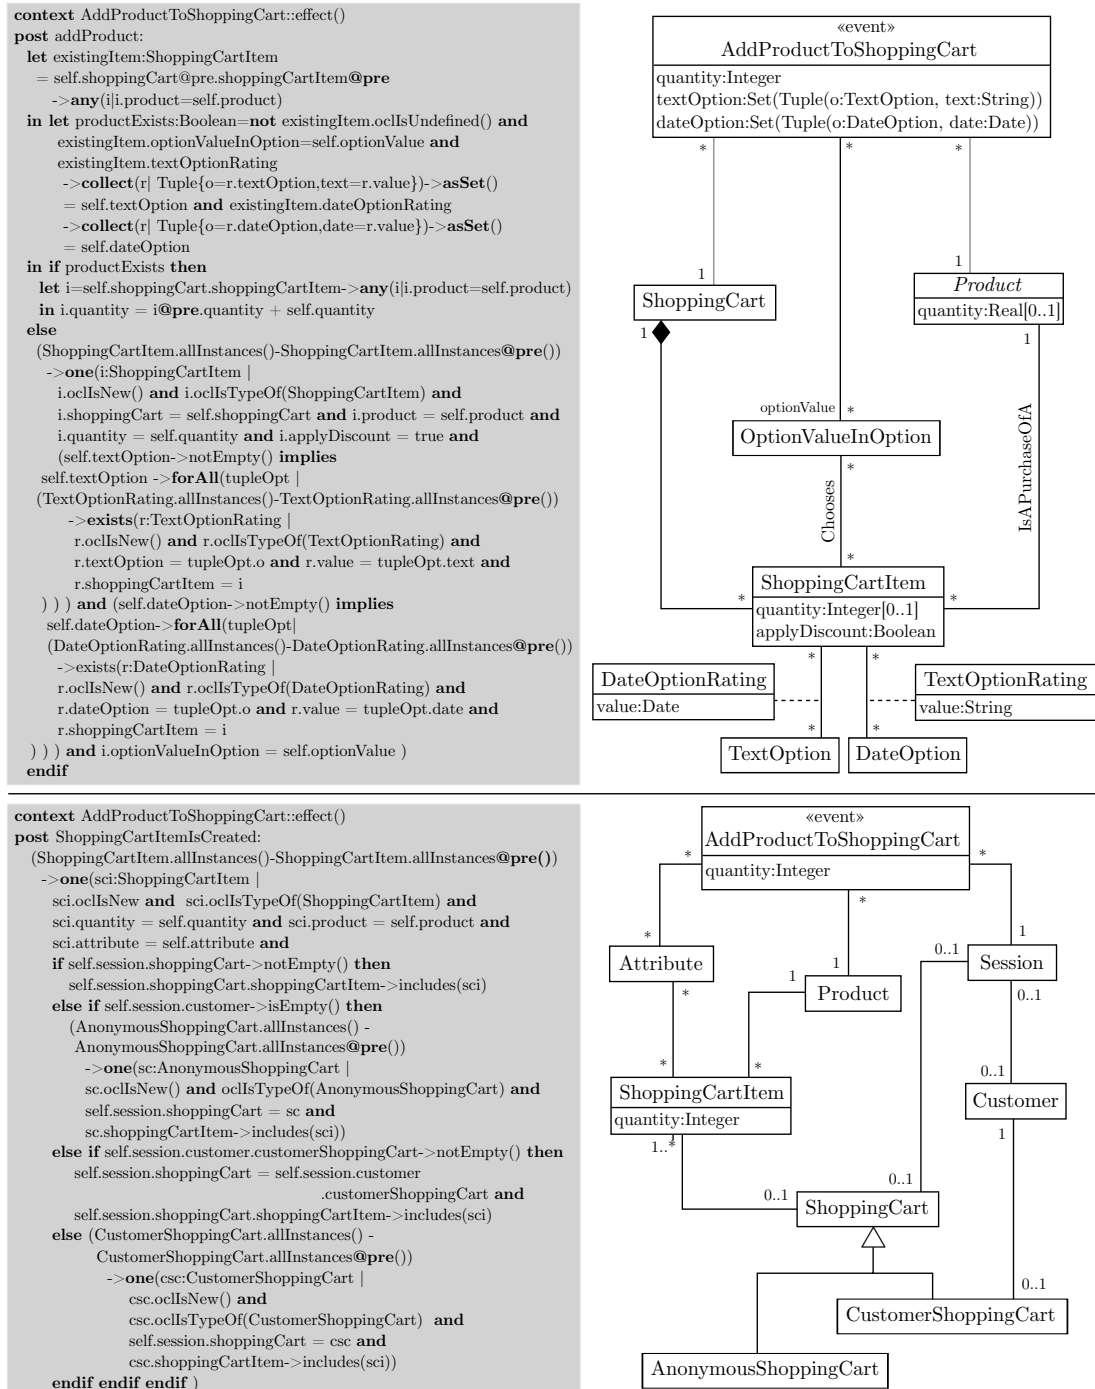 context AddProductToShoppingCart::effect()
post addProduct:
let existingItem:ShoppingCartItem
= self.shoppingCart@pre.shoppingCartItem@pre
->any(i|i.product=self.product)
in let productExists:Boolean=not existingItem.oclIsUndefined() and
existingItem.optionValueInOption=self.optionValue and
existingItem.textOptionRating
->collect(r| Tuple{o=r.textOption,text=r.value})->asSet()
= self.textOption and existingItem.dateOptionRating
->collect(r| Tuple{o=r.dateOption,date=r.value})->asSet()
= self.dateOption
in if productExists then
let i=self.shoppingCart.shoppingCartItem->any(i|i.product=self.product)
in i.quantity = i@pre.quantity + self.quantity
else
(ShoppingCartItem.allInstances()-ShoppingCartItem.allInstances@pre())
->one(i:ShoppingCartItem |
i.oclIsNew() and i.oclIsTypeOf(ShoppingCartItem) and
i.shoppingCart = self.shoppingCart and i.product = self.product and
i.quantity = self.quantity and i.applyDiscount = true and
(self.textOption->notEmpty() implies
self.textOption ->forAll(tupleOpt |
(TextOptionRating.allInstances()-TextOptionRating.allInstances@pre())
->exists(r:TextOptionRating |
r.oclIsNew() and r.oclIsTypeOf(TextOptionRating) and
r.textOption = tupleOpt.o and r.value = tupleOpt.text and
r.shoppingCartItem = i
) ) ) and (self.dateOption->notEmpty() implies
self.dateOption->forAll(tupleOpt|
(DateOptionRating.allInstances()-DateOptionRating.allInstances@pre())
->exists(r:DateOptionRating |
r.oclIsNew() and r.oclIsTypeOf(DateOptionRating) and
r.dateOption = tupleOpt.o and r.value = tupleOpt.date and
r.shoppingCartItem = i
) ) ) and i.optionValueInOption = self.optionValue )
endif
«event»
AddProductToShoppingCart
quantity:Integer
textOption:Set(Tuple(o:TextOption, text:String))
dateOption:Set(Tuple(o:DateOption, date:Date))
* * *
1 1
ShoppingCart
Product
quantity:Real[0..1]
1 1
optionValue *
OptionValueInOption
*
Chooses
IsAPurchaseOfA
*
ShoppingCartItem
* *
quantity:Integer[0..1]
applyDiscount:Boolean
* *
DateOptionRating
value:Date
TextOptionRating
value:String
* *
TextOption
DateOption
context AddProductToShoppingCart::effect()
post ShoppingCartItemIsCreated:
(ShoppingCartItem.allInstances()-ShoppingCartItem.allInstances@pre())
->one(sci:ShoppingCartItem |
sci.oclIsNew and sci.oclIsTypeOf(ShoppingCartItem) and
sci.quantity = self.quantity and sci.product = self.product and
sci.attribute = self.attribute and
if self.session.shoppingCart->notEmpty() then
self.session.shoppingCart.shoppingCartItem->includes(sci)
else if self.session.customer->isEmpty() then
(AnonymousShoppingCart.allInstances() -
AnonymousShoppingCart.allInstances@pre())
->one(sc:AnonymousShoppingCart |
sc.oclIsNew() and oclIsTypeOf(AnonymousShoppingCart) and
self.session.shoppingCart = sc and
sc.shoppingCartItem->includes(sci))
else if self.session.customer.customerShoppingCart->notEmpty() then
self.session.shoppingCart = self.session.customer
.customerShoppingCart and
self.session.shoppingCart.shoppingCartItem->includes(sci)
else (CustomerShoppingCart.allInstances() -
CustomerShoppingCart.allInstances@pre())
->one(csc:CustomerShoppingCart |
csc.oclIsNew() and
csc.oclIsTypeOf(CustomerShoppingCart) and
self.session.shoppingCart = csc and
csc.shoppingCartItem->includes(sci))
endif endif endif )
«event»
AddProductToShoppingCart
* *
quantity:Integer
*
* 1 1
0..1
Attribute
Product
Session
* 1 0..1
* * 0..1
ShoppingCartItem
quantity:Integer
Customer
1..* 1
0..1 0..1
ShoppingCart
0..1
CustomerShoppingCart
AnonymousShoppingCart